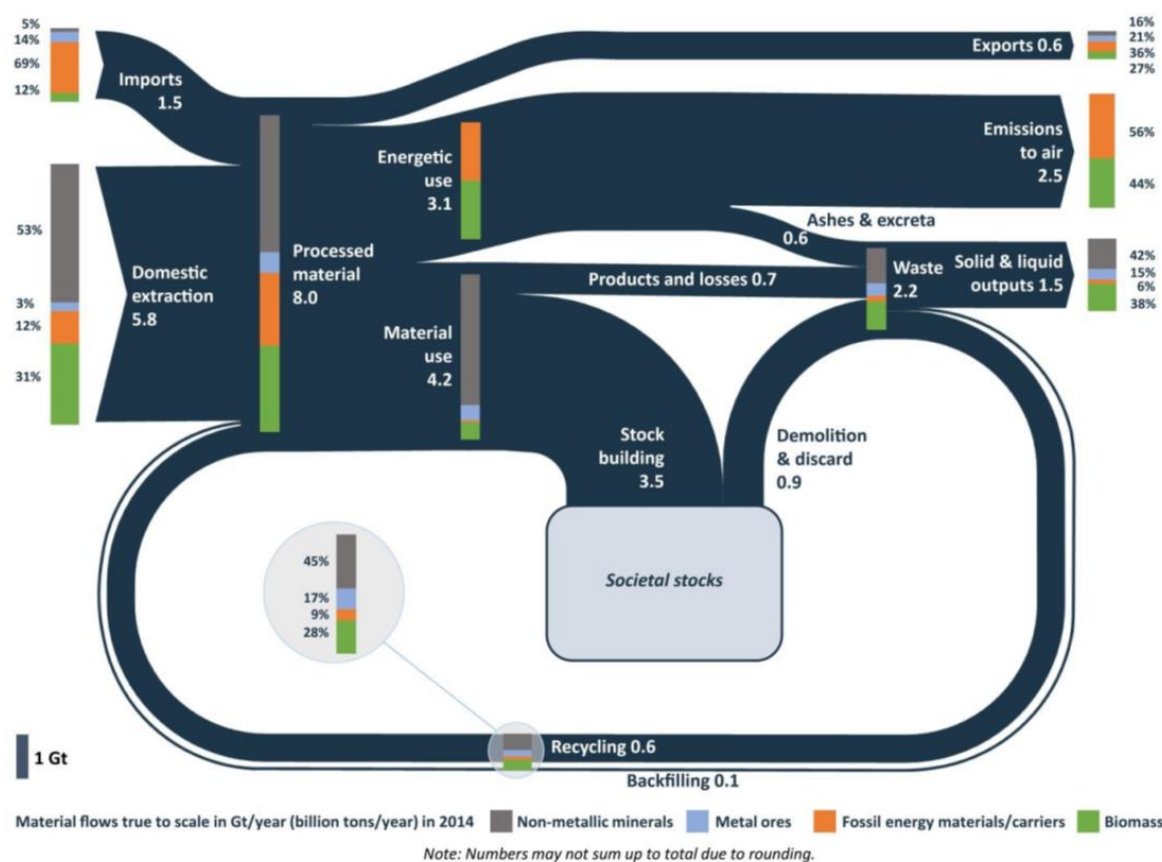 5%
14%
69%
12%
Imports
1.5
53%
3%
12%
31%
Domestic
extraction
5.8
Processed
material
8.0
Energetic
use
3.1
Material
use
4.2
Exports 0.6
16%
21%
36%
27%
Emissions
to air
2.5
56%
44%
Ashes & excreta
0.6
Products and losses 0.7
Waste
2.2
Solid & liquid
outputs 1.5
42%
15%
6%
38%
Stock
building
3.5
Demolition
& discard
0.9
Societal stocks
45%
17%
9%
28%
Recycling 0.6
Backfilling 0.1
1 Gt
Material flows true to scale in Gt/year (billion tons/year) in 2014 Non-metallic minerals Metal ores Fossil energy materials/carriers Biomass
Note: Numbers may not sum up to total due to rounding.